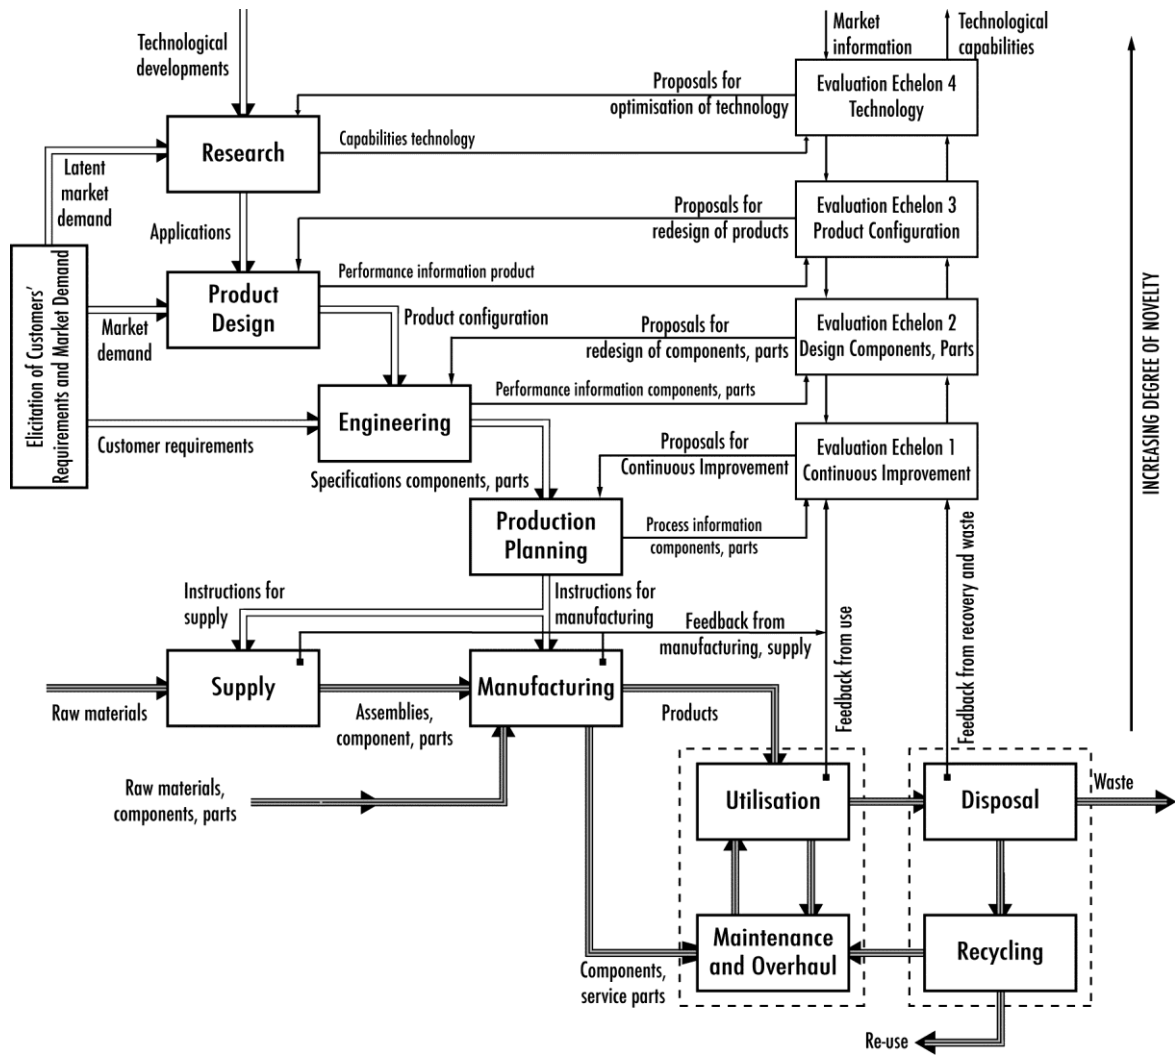 Technological
developments
Market
information
Technological
capabilities
Proposals for
optimisation of technology
Evaluation Echelon 4
Technology
Research
Capabilities technology
Latent
market
demand
Applications
Proposals for
redesign of products
Evaluation Echelon 3
Product Configuration
Elicitation of Customers'
Requirements and Market Demand
Product
Design
Performance information product
Market
demand
Product configuration
Proposals for
redesign of components, parts
Evaluation Echelon 2
Design Components, Parts
INCREASING DEGREE OF NOVELTY
Engineering
Performance information components, parts
Customer requirements
Specifications components, parts
Proposals for
Continuous Improvement
Evaluation Echelon 1
Continuous Improvement
Production
Planning
Process information
components, parts
Instructions for
supply
Instructions for
manufacturing
Feedback from
manufacturing, supply
Feedback from use
Feedback from recovery and waste
Supply
Manufacturing
Raw materials
Assemblies,
component, parts
Products
Raw materials,
components, parts
Utilisation
Disposal
Waste
Maintenance
and Overhaul
Recycling
Components,
service parts
Re-use